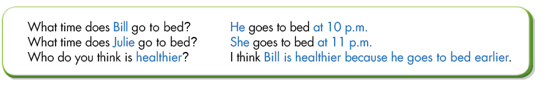 What time does Bill go to bed? He goes to bed at 10 p.m.
What time does Julie go to bed? She goes to bed at 11 p.m.
Who do you think is healthier? I think Bill is healthier because he goes to bed earlier.